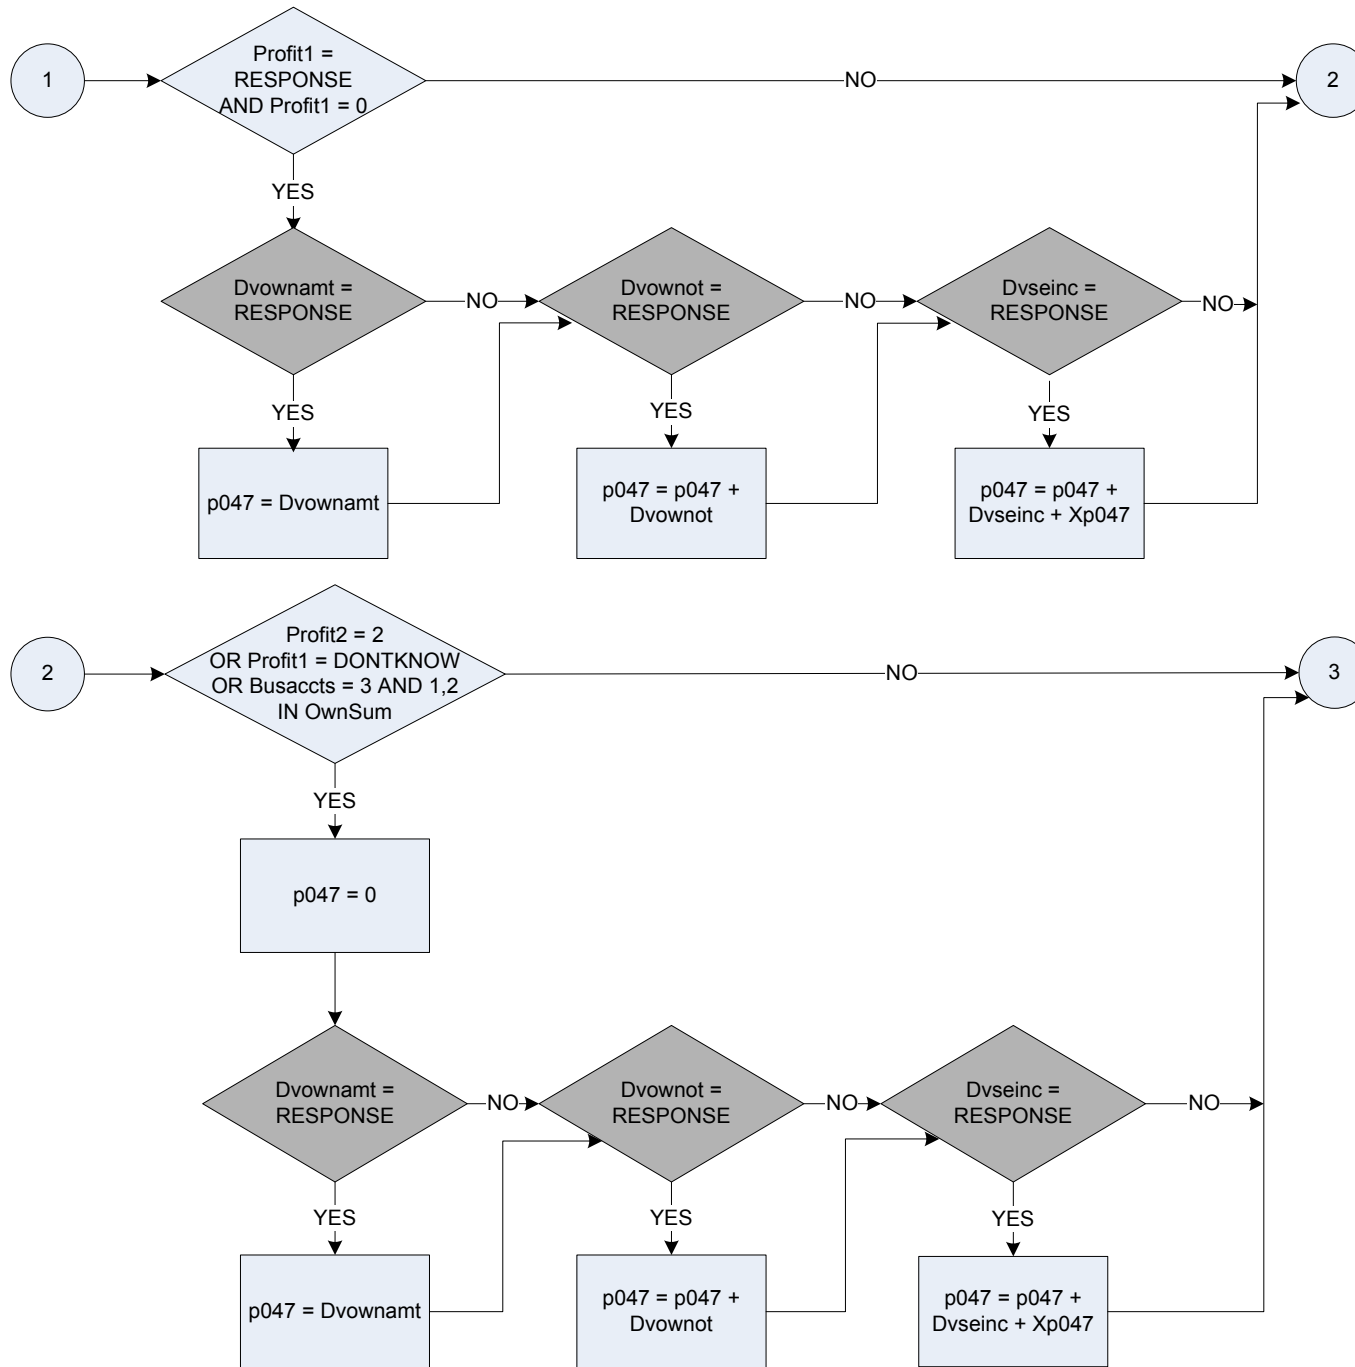 1
Profit1 =
RESPONSE
AND Profit1 = 0
NO
2
YES
Dvownamt =
RESPONSE
NO
Dvownot =
RESPONSE
NO
Dvseinc =
RESPONSE
NO
YES
YES
YES
p047 = Dvownamt
p047 = p047 +
Dvownot
p047 = p047 +
Dvseinc + Xp047
2
Profit2 = 2
OR Profit1 = DONTKNOW
OR Busaccts = 3 AND 1,2
IN OwnSum
NO
3
YES
p047 = 0
Dvownamt =
RESPONSE
NO
Dvownot =
RESPONSE
NO
Dvseinc =
RESPONSE
NO
YES
YES
YES
p047 = Dvownamt
p047 = p047 +
Dvownot
p047 = p047 +
Dvseinc + Xp047